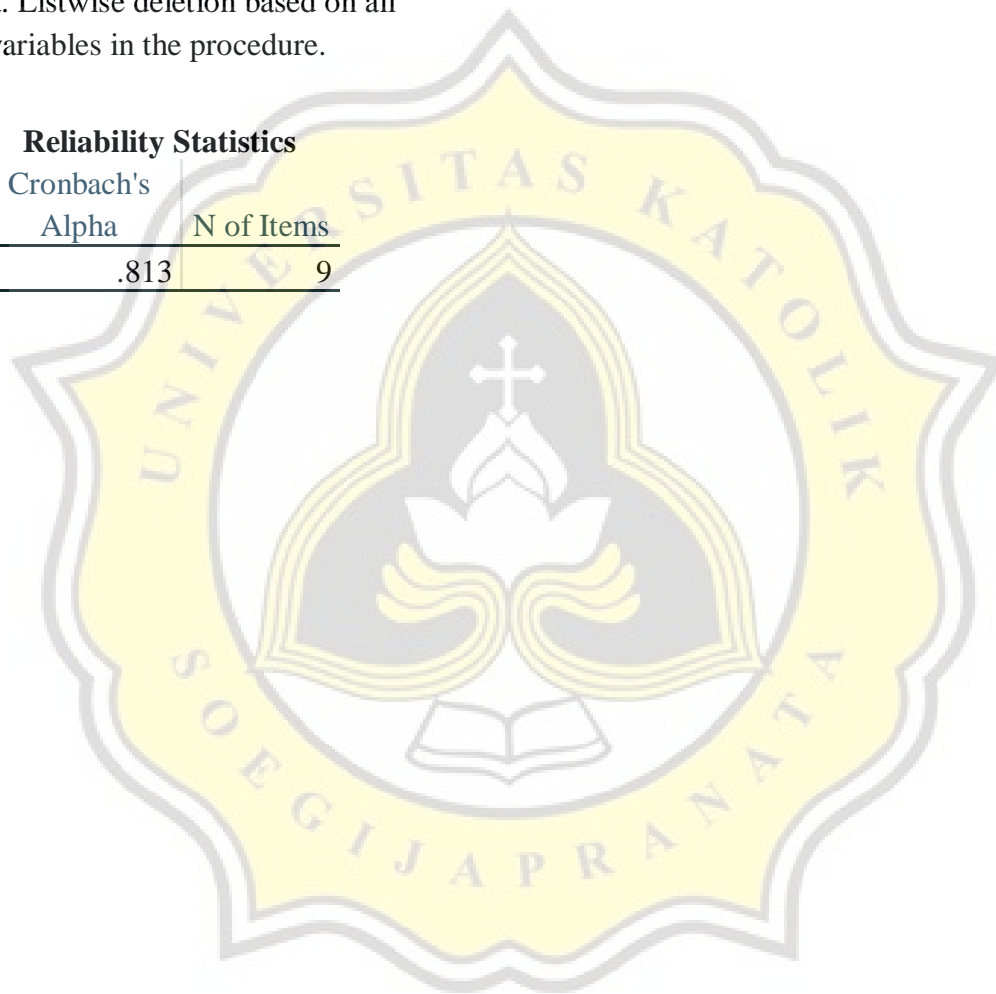 . Listwise deletion based on all
variables in the procedure.
Reliability Statistics
Cronbach's
Alpha
N of Items
.813
9
UNIVERSITAS KATOLIK
SOEGIJAPRANATA